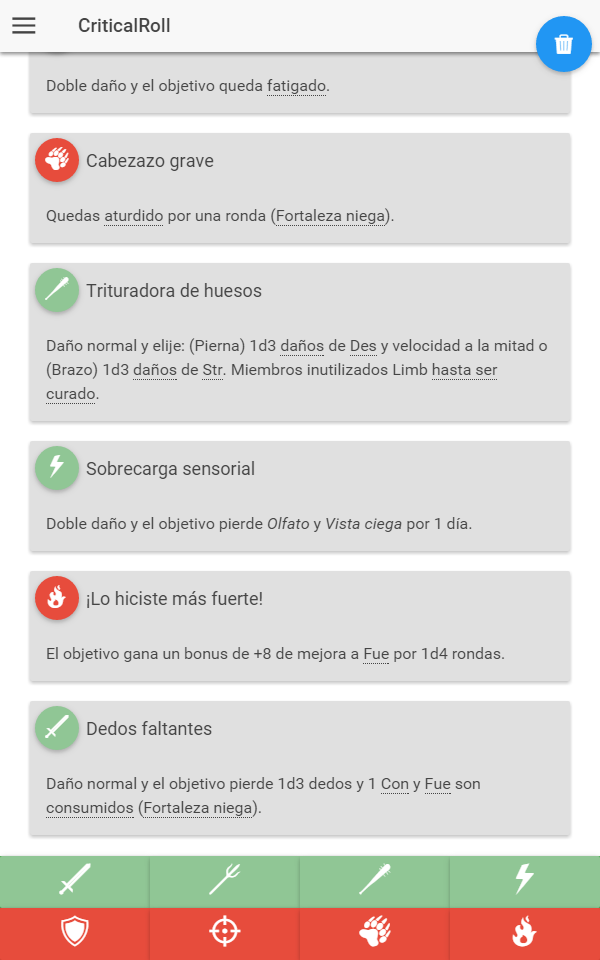 CriticalRoll
Doble daño y el objetivo queda fatigado.
Cabezazo grave
Quedas aturdido por una ronda (Fortaleza niega).
Trituradora de huesos
Daño normal y elije: (Pierna) 1d3 daños de Des y velocidad a la mitad o
(Brazo) 1d3 daños de Str. Miembros inutilizados Limb hasta ser
curado.
Sobrecarga sensorial
Doble daño y el objetivo pierde Olfato y Vista ciega por 1 día.
¡Lo hiciste más fuerte!
El objetivo gana un bonus de +8 de mejora a Fue por 1d4 rondas.
Dedos faltantes
Daño normal y el objetivo pierde 1d3 dedos y 1 Con y Fue son
consumidos (Fortaleza niega).